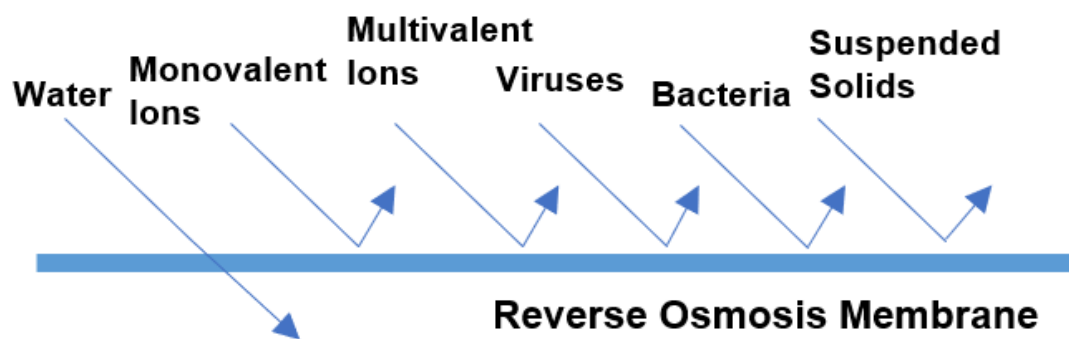 Water
Monovalent
Ions
Multivalent
Ions
Viruses
Bacteria
Suspended
Solids
Reverse Osmosis Membrane